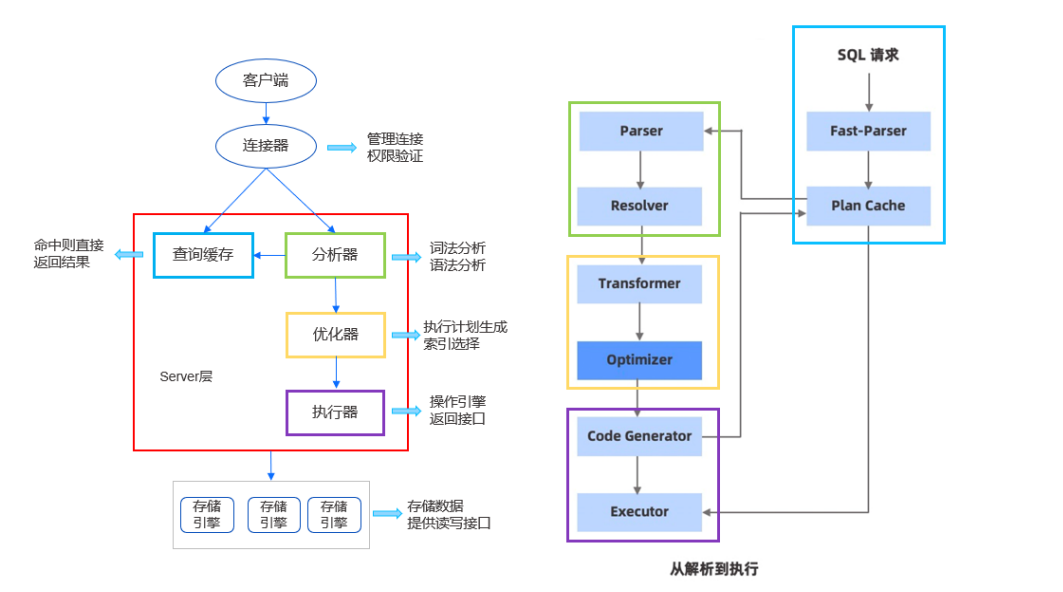 客户端
连接器
管理连接
权限验证
命中则直接
返回结果
查询缓存
分析器
词法分析
语法分析
优化器
执行计划生成
索引选择
Server层
执行器
操作引擎
返回接口
存储
引擎
存储
引擎
存储
引擎
存储数据
提供读写接口
SQL 请求
Parser
Fast-Parser
Resolver
Plan Cache
Transformer
Optimizer
Code Generator
Executor
从解析到执行